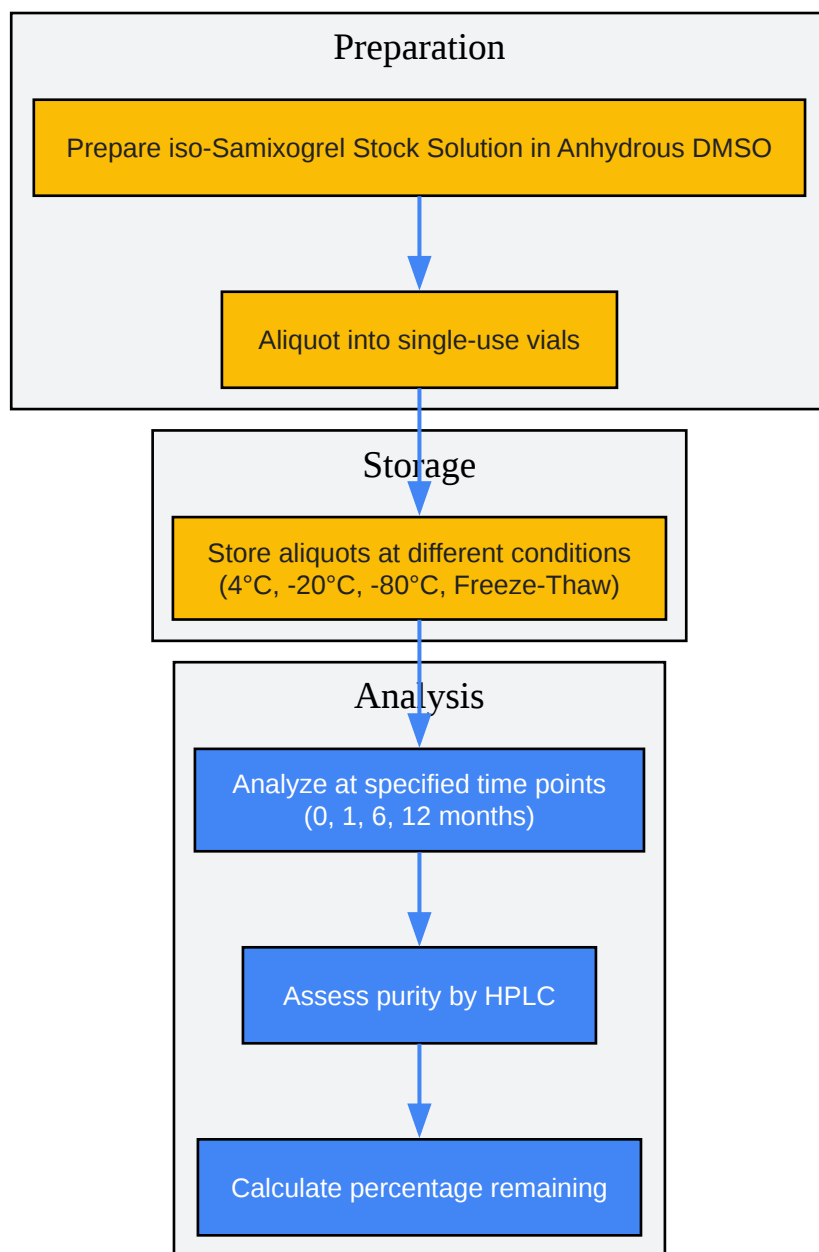 Preparation
Prepare iso-Samixogrel Stock Solution in Anhydrous DMSO
Aliquot into single-use vials
Storage
Store aliquots at different conditions
(4°C, -20°C, -80°C, Freeze-Thaw)
Analysis
Analyze at specified time points
(0, 1, 6, 12 months)
Assess purity by HPLC
Calculate percentage remaining